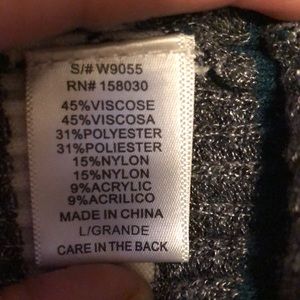 S/# W9055
RN# 158030
45%VISCOSE
45%VISCOSA
31%POLYESTER
31%POLIESTER
15%NYLON
15%NYLON
9%ACRYLIC
9%ACRILICO
MADE IN CHINA
L/GRANDE
CARE IN THE BACK